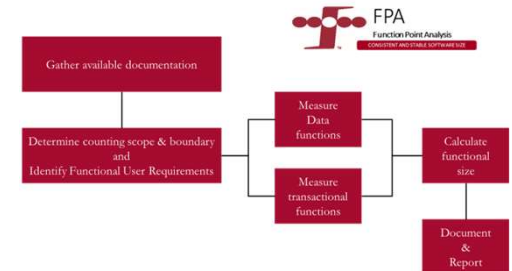 FPA
Function Point Analysis
CONSISTENT AND STABLE SOFTWARE SIZE
Gather available documentation
Determine counting scope & boundary
and
Identify Functional User Requirements
Measure
Data
functions
Measure
transactional
functions
Calculate
functional
size
Document
&
Report